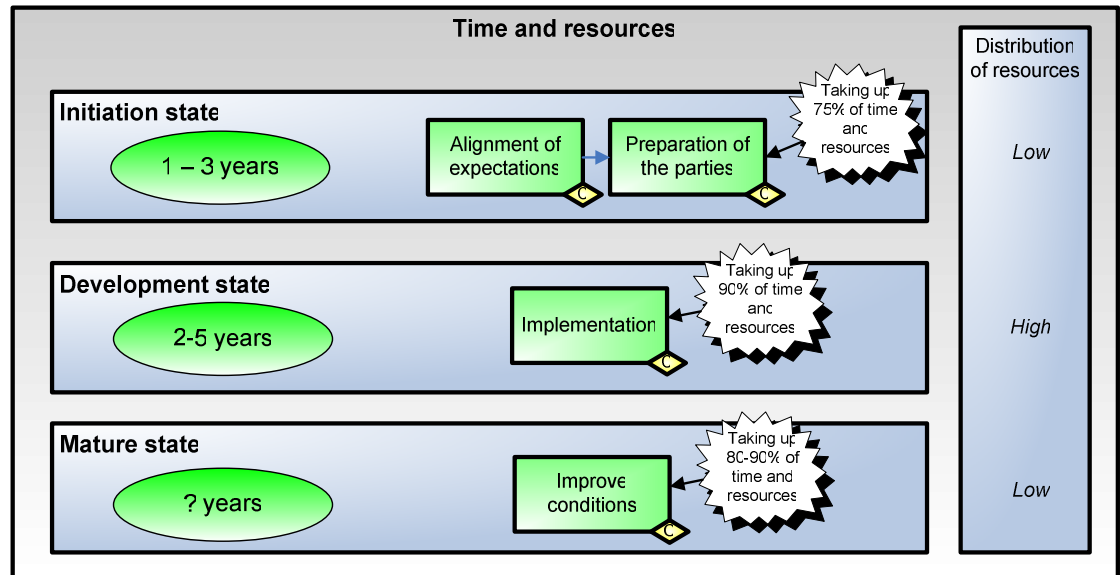 Time and resources
Distribution
of resources
Initiation state
1 – 3 years
Alignment of
expectations
C
Preparation of
the parties
C
Taking up
75% of time
and
resources
Low
Development state
2-5 years
Implementation
C
Taking up
90% of time
and
resources
High
Mature state
? years
Improve
conditions
C
Taking up
80-90% of
time and
resources
Low